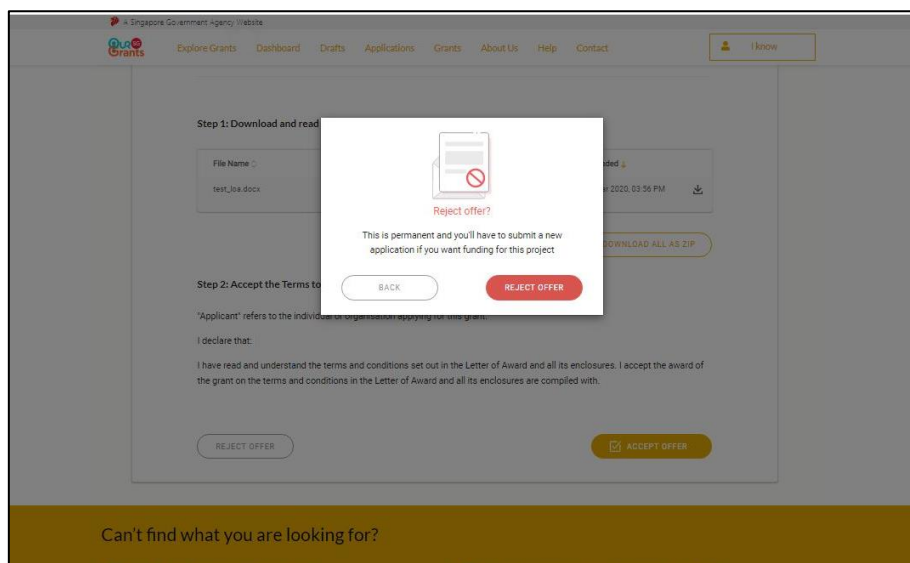 A Singapore Government Agency Website
OurSG Grants
Explore Grants Dashboard Drafts Applications Grants About Us Help Contact
I know
Step 1: Download and read
File Name
test_loa.docx
2020, 03:56 PM
DOWNLOAD ALL AS ZIP
Reject offer?
This is permanent and you'll have to submit a new
application if you want funding for this project
BACK
REJECT OFFER
Step 2: Accept the Terms to
"Applicant" refers to the individual or organisation applying for this grant.
I declare that:
I have read and understand the terms and conditions set out in the Letter of Award and all its enclosures. I accept the award of
the grant on the terms and conditions in the Letter of Award and all its enclosures are compiled with.
REJECT OFFER
ACCEPT OFFER
Can't find what you are looking for?